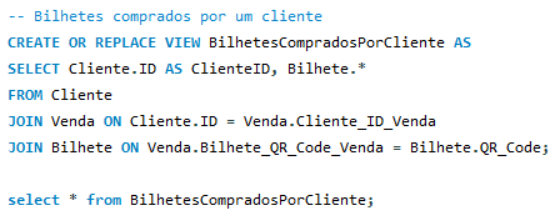 -- Bilhetes comprados por um cliente
CREATE OR REPLACE VIEW BilhetesCompradosPorCliente AS
SELECT Cliente.ID AS ClienteID, Bilhete.*
FROM Cliente
JOIN Venda ON Cliente.ID = Venda.Cliente_ID_Venda
JOIN Bilhete ON Venda.Bilhete_QR_Code_Venda = Bilhete.QR_Code;
select * from BilhetesCompradosPorCliente;